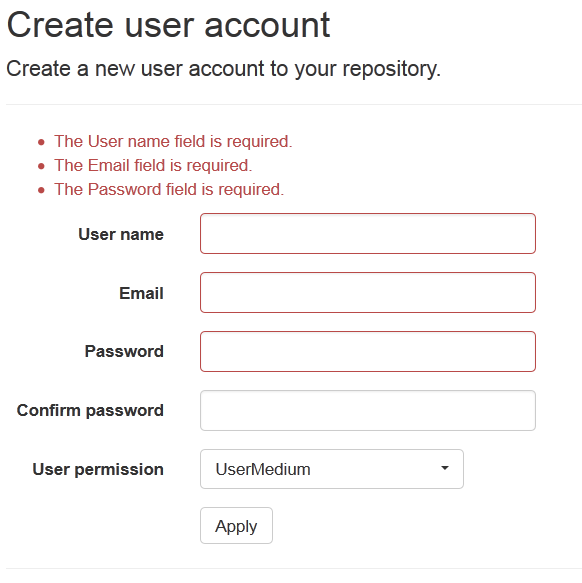 Create user account
Create a new user account to your repository.
The User name field is required.
The Email field is required.
The Password field is required.
User name
Email
Password
Confirm password
User permission UserMedium
Apply